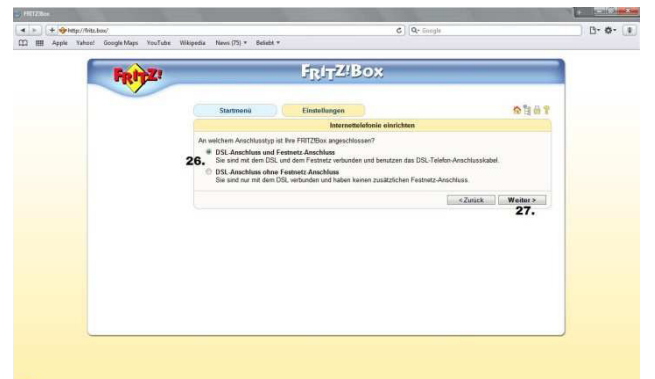 FRITZ!Box
http://fritz.box/
Q- Google
Apple Yahoo! Google Maps YouTube Wikipedia News (75) Beliebt
FRITZ!
FRITZ!BOX
Startmenü Einstellungen
Internettelefonie einrichten
An welchem Anschlusstyp ist Ihre FRITZ!Box angeschlossen?
DSL-Anschluss und Festnetz-Anschluss
26. Sie sind mit dem DSL und dem Festnetz verbunden und benutzen das DSL-Telefon-Anschlusskabel.
DSL-Anschluss ohne Festnetz-Anschluss
Sie sind nur mit dem DSL verbunden und haben keinen zusätzlichen Festnetz-Anschluss.
<Zurück Weiter >
27.